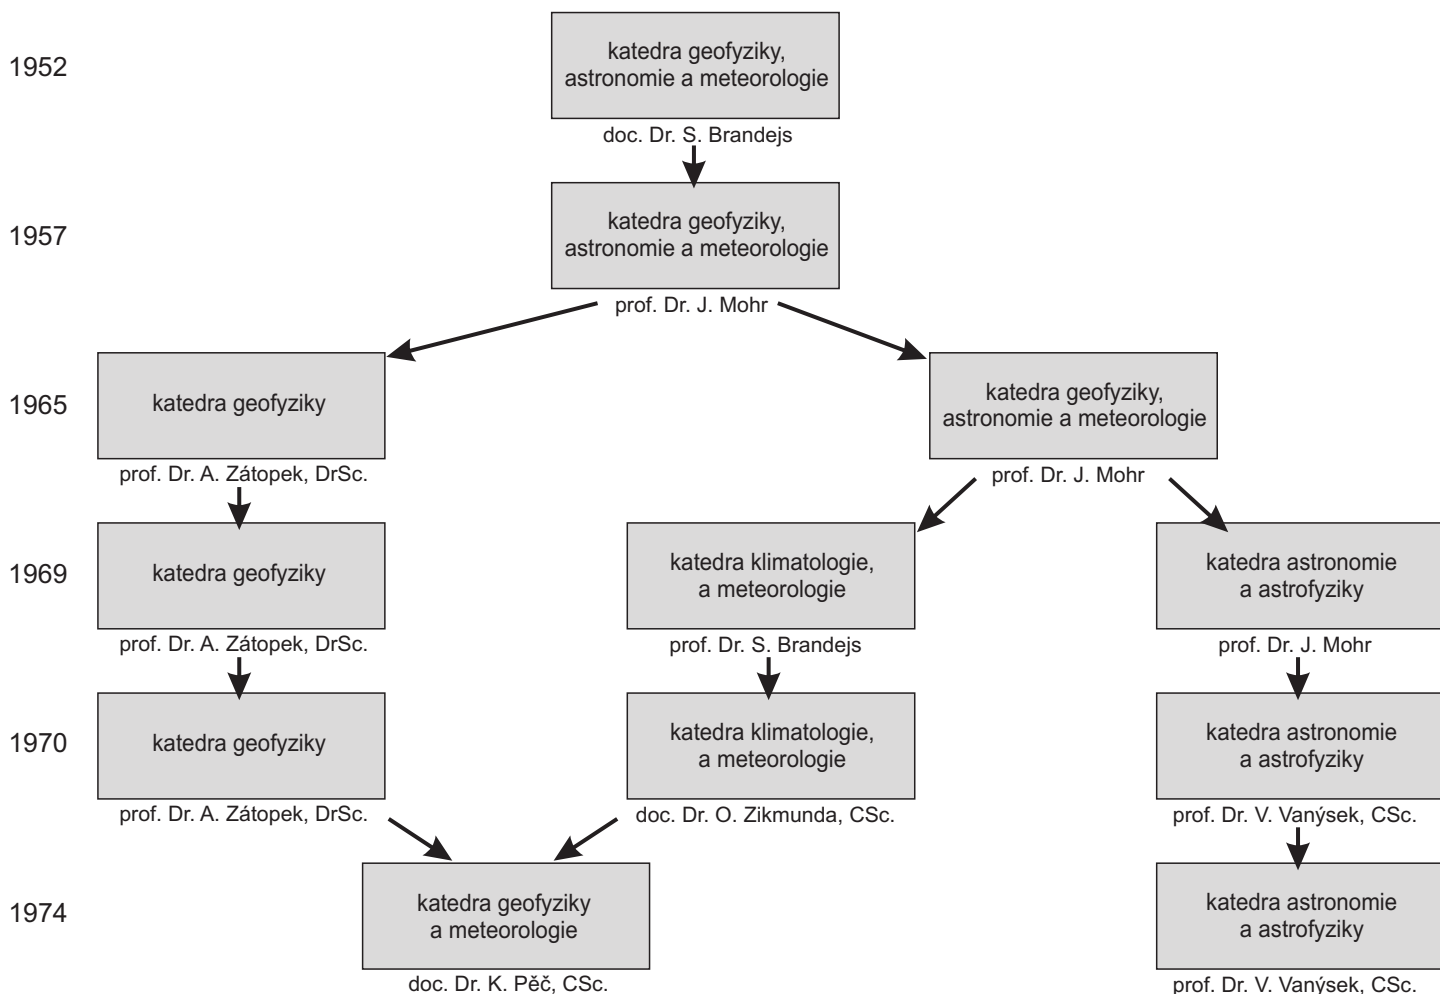 1952
katedra geofyziky,
astronomie a meteorologie
doc. Dr. S. Brandejs
1957
katedra geofyziky,
astronomie a meteorologie
prof. Dr. J. Mohr
1965
katedra geofyziky
prof. Dr. A. Zátopek, DrSc.
katedra geofyziky,
astronomie a meteorologie
prof. Dr. J. Mohr
1969
katedra geofyziky
prof. Dr. A. Zátopek, DrSc.
katedra klimatologie,
a meteorologie
prof. Dr. S. Brandejs
katedra astronomie
a astrofyziky
prof. Dr. J. Mohr
1970
katedra geofyziky
prof. Dr. A. Zátopek, DrSc.
katedra klimatologie,
a meteorologie
doc. Dr. O. Zikmunda, CSc.
katedra astronomie
a astrofyziky
prof. Dr. V. Vanýsek, CSc.
1974
katedra geofyziky
a meteorologie
doc. Dr. K. Pěč, CSc.
katedra astronomie
a astrofyziky
prof. Dr. V. Vanýsek, CSc.